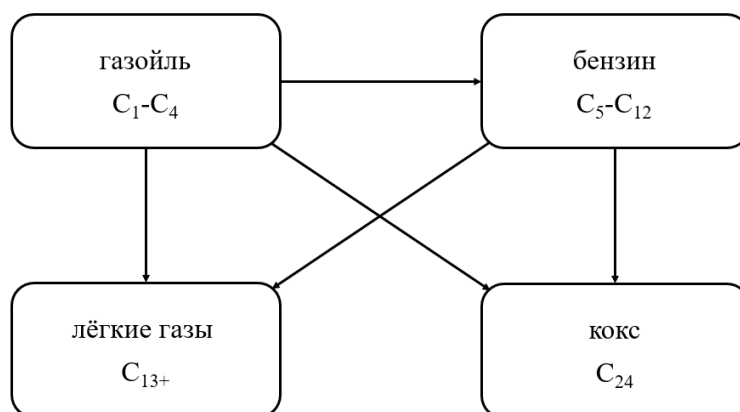 газойль
C₁-C₄
бензин
C₅-C₁₂
лёгкие газы
C₁₃₊
кокс
C₂₄